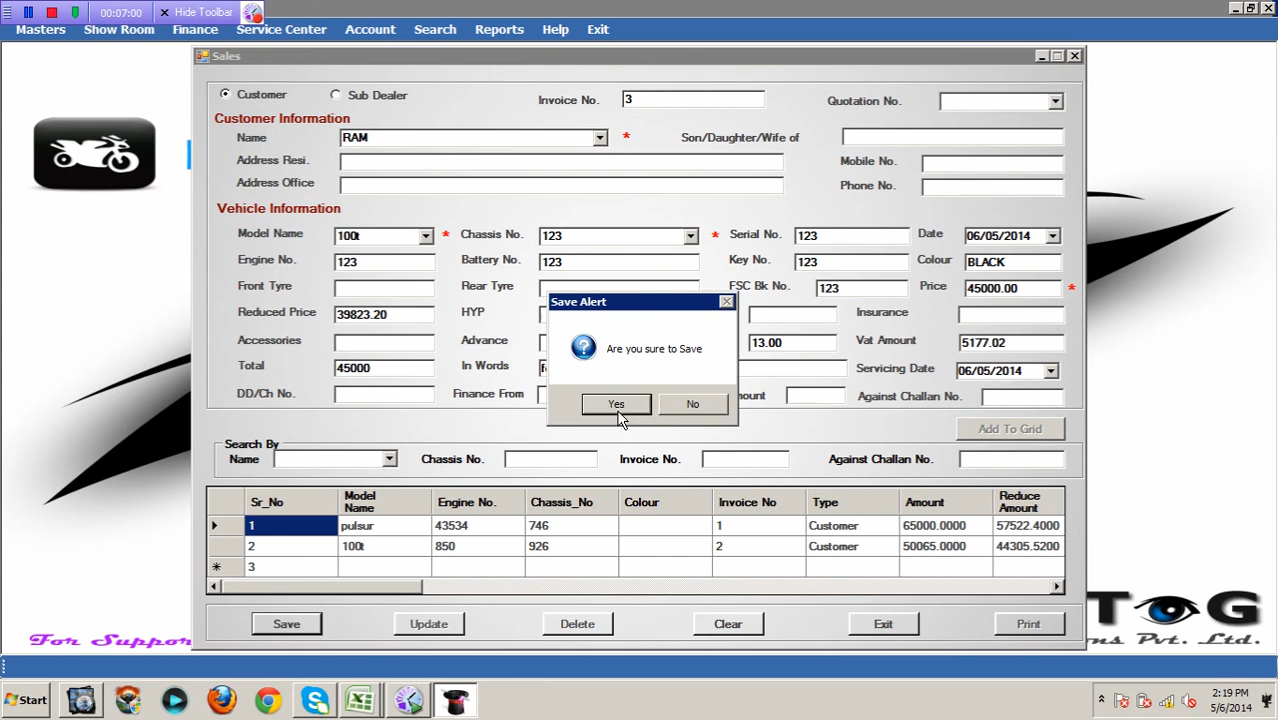 00:07:00 Hide Toolbar
Masters Show Room Finance Service Center Account Search Reports Help Exit
Sales
Customer Sub Dealer Invoice No. 3 Quotation No.
Customer Information
Name RAM * Son/Daughter/Wife of
Address Resi. Mobile No.
Address Office Phone No.
Vehicle Information
Model Name 100t * Chassis No. 123 * Serial No. 123 Date 06/05/2014
Engine No. 123 Battery No. 123 Key No. 123 Colour BLACK
Front Tyre Rear Tyre FSC Bk No. 123 Price 45000.00 *
Reduced Price 39823.20 HYP Insurance
Accessories Advance 13.00 Vat Amount 5177.02
Total 45000 In Words Servicing Date 06/05/2014
DD/Ch No. Finance From Against Challan No.
Save Alert
Are you sure to Save
Yes No
Add To Grid
Search By
Name Chassis No. Invoice No. Against Challan No.
Sr_No Model Name Engine No. Chassis_No Colour Invoice No Type Amount Reduce Amount
1 pulsur 43534 746 1 Customer 65000.0000 57522.4000
2 100t 850 926 2 Customer 50065.0000 44305.5200
* 3
Save Update Delete Clear Exit Print
For Suppor
ons Pvt. Ltd.
Start 2:19 PM
5/6/2014